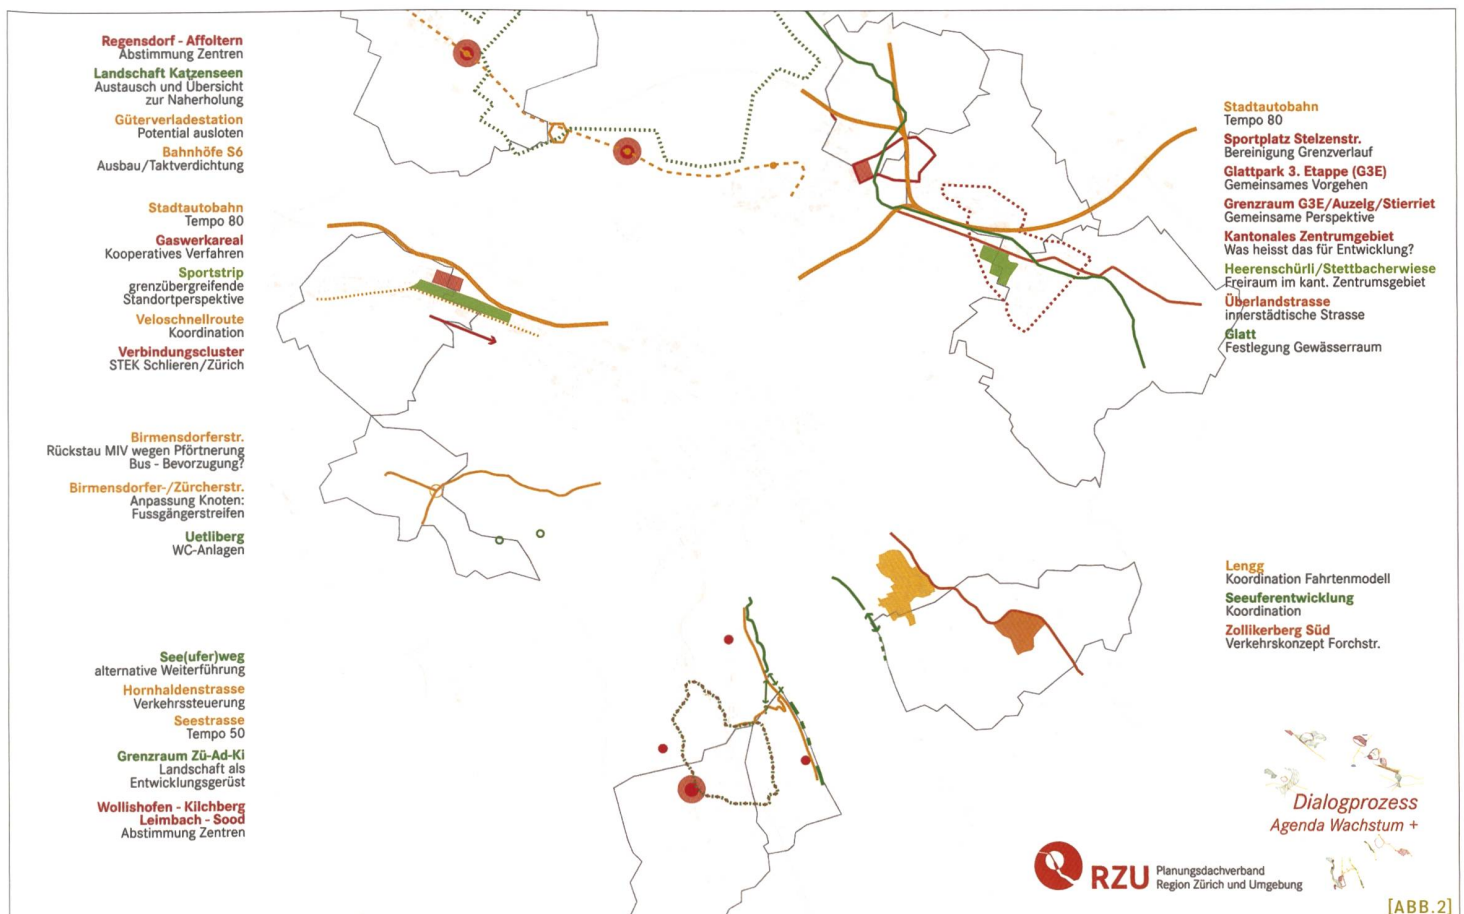 Regensdorf - Affoltern
Abstimmung Zentren
Landschaft Katzenseen
Austausch und Übersicht
zur Naherholung
Güterverladestation
Potential ausloten
Bahnhöfe S6
Ausbau/Taktverdichtung
Stadtautobahn
Tempo 80
Gaswerkareal
Kooperatives Verfahren
Sportstrip
grenzübergreifende
Standortperspektive
Veloschnellroute
Koordination
Verbindungscluster
STEK Schlieren/Zürich
Birmensdorferstr.
Rückstau MIV wegen Pförtnerung
Bus - Bevorzugung?
Birmensdorfer-/Zürcherstr.
Anpassung Knoten:
Fussgängerstreifen
Uetliberg
WC-Anlagen
See(ufer)weg
alternative Weiterführung
Hornhaldenstrasse
Verkehrssteuerung
Seestrasse
Tempo 50
Grenzraum Zü-Ad-Ki
Landschaft als
Entwicklungsgerüst
Wollishofen - Kilchberg
Leimbach - Sood
Abstimmung Zentren
Stadtautobahn
Tempo 80
Sportplatz Stelzenstr.
Bereinigung Grenzverlauf
Glattpark 3. Etappe (G3E)
Gemeinsames Vorgehen
Grenzraum G3E/Auzelg/Stierriet
Gemeinsame Perspektive
Kantonales Zentrumgebiet
Was heisst das für Entwicklung?
Heerenschürli/Stettbacherwiese
Freiraum im kant. Zentrumsgebiet
Überlandstrasse
innerstädtische Strasse
Glatt
Festlegung Gewässerraum
Lengg
Koordination Fahrtenmodell
Seeuferentwicklung
Koordination
Zollikerberg Süd
Verkehrskonzept Forchstr.
Dialogprozess
Agenda Wachstum +
RZU
Planungsdachverband
Region Zürich und Umgebung
[ABB.2]